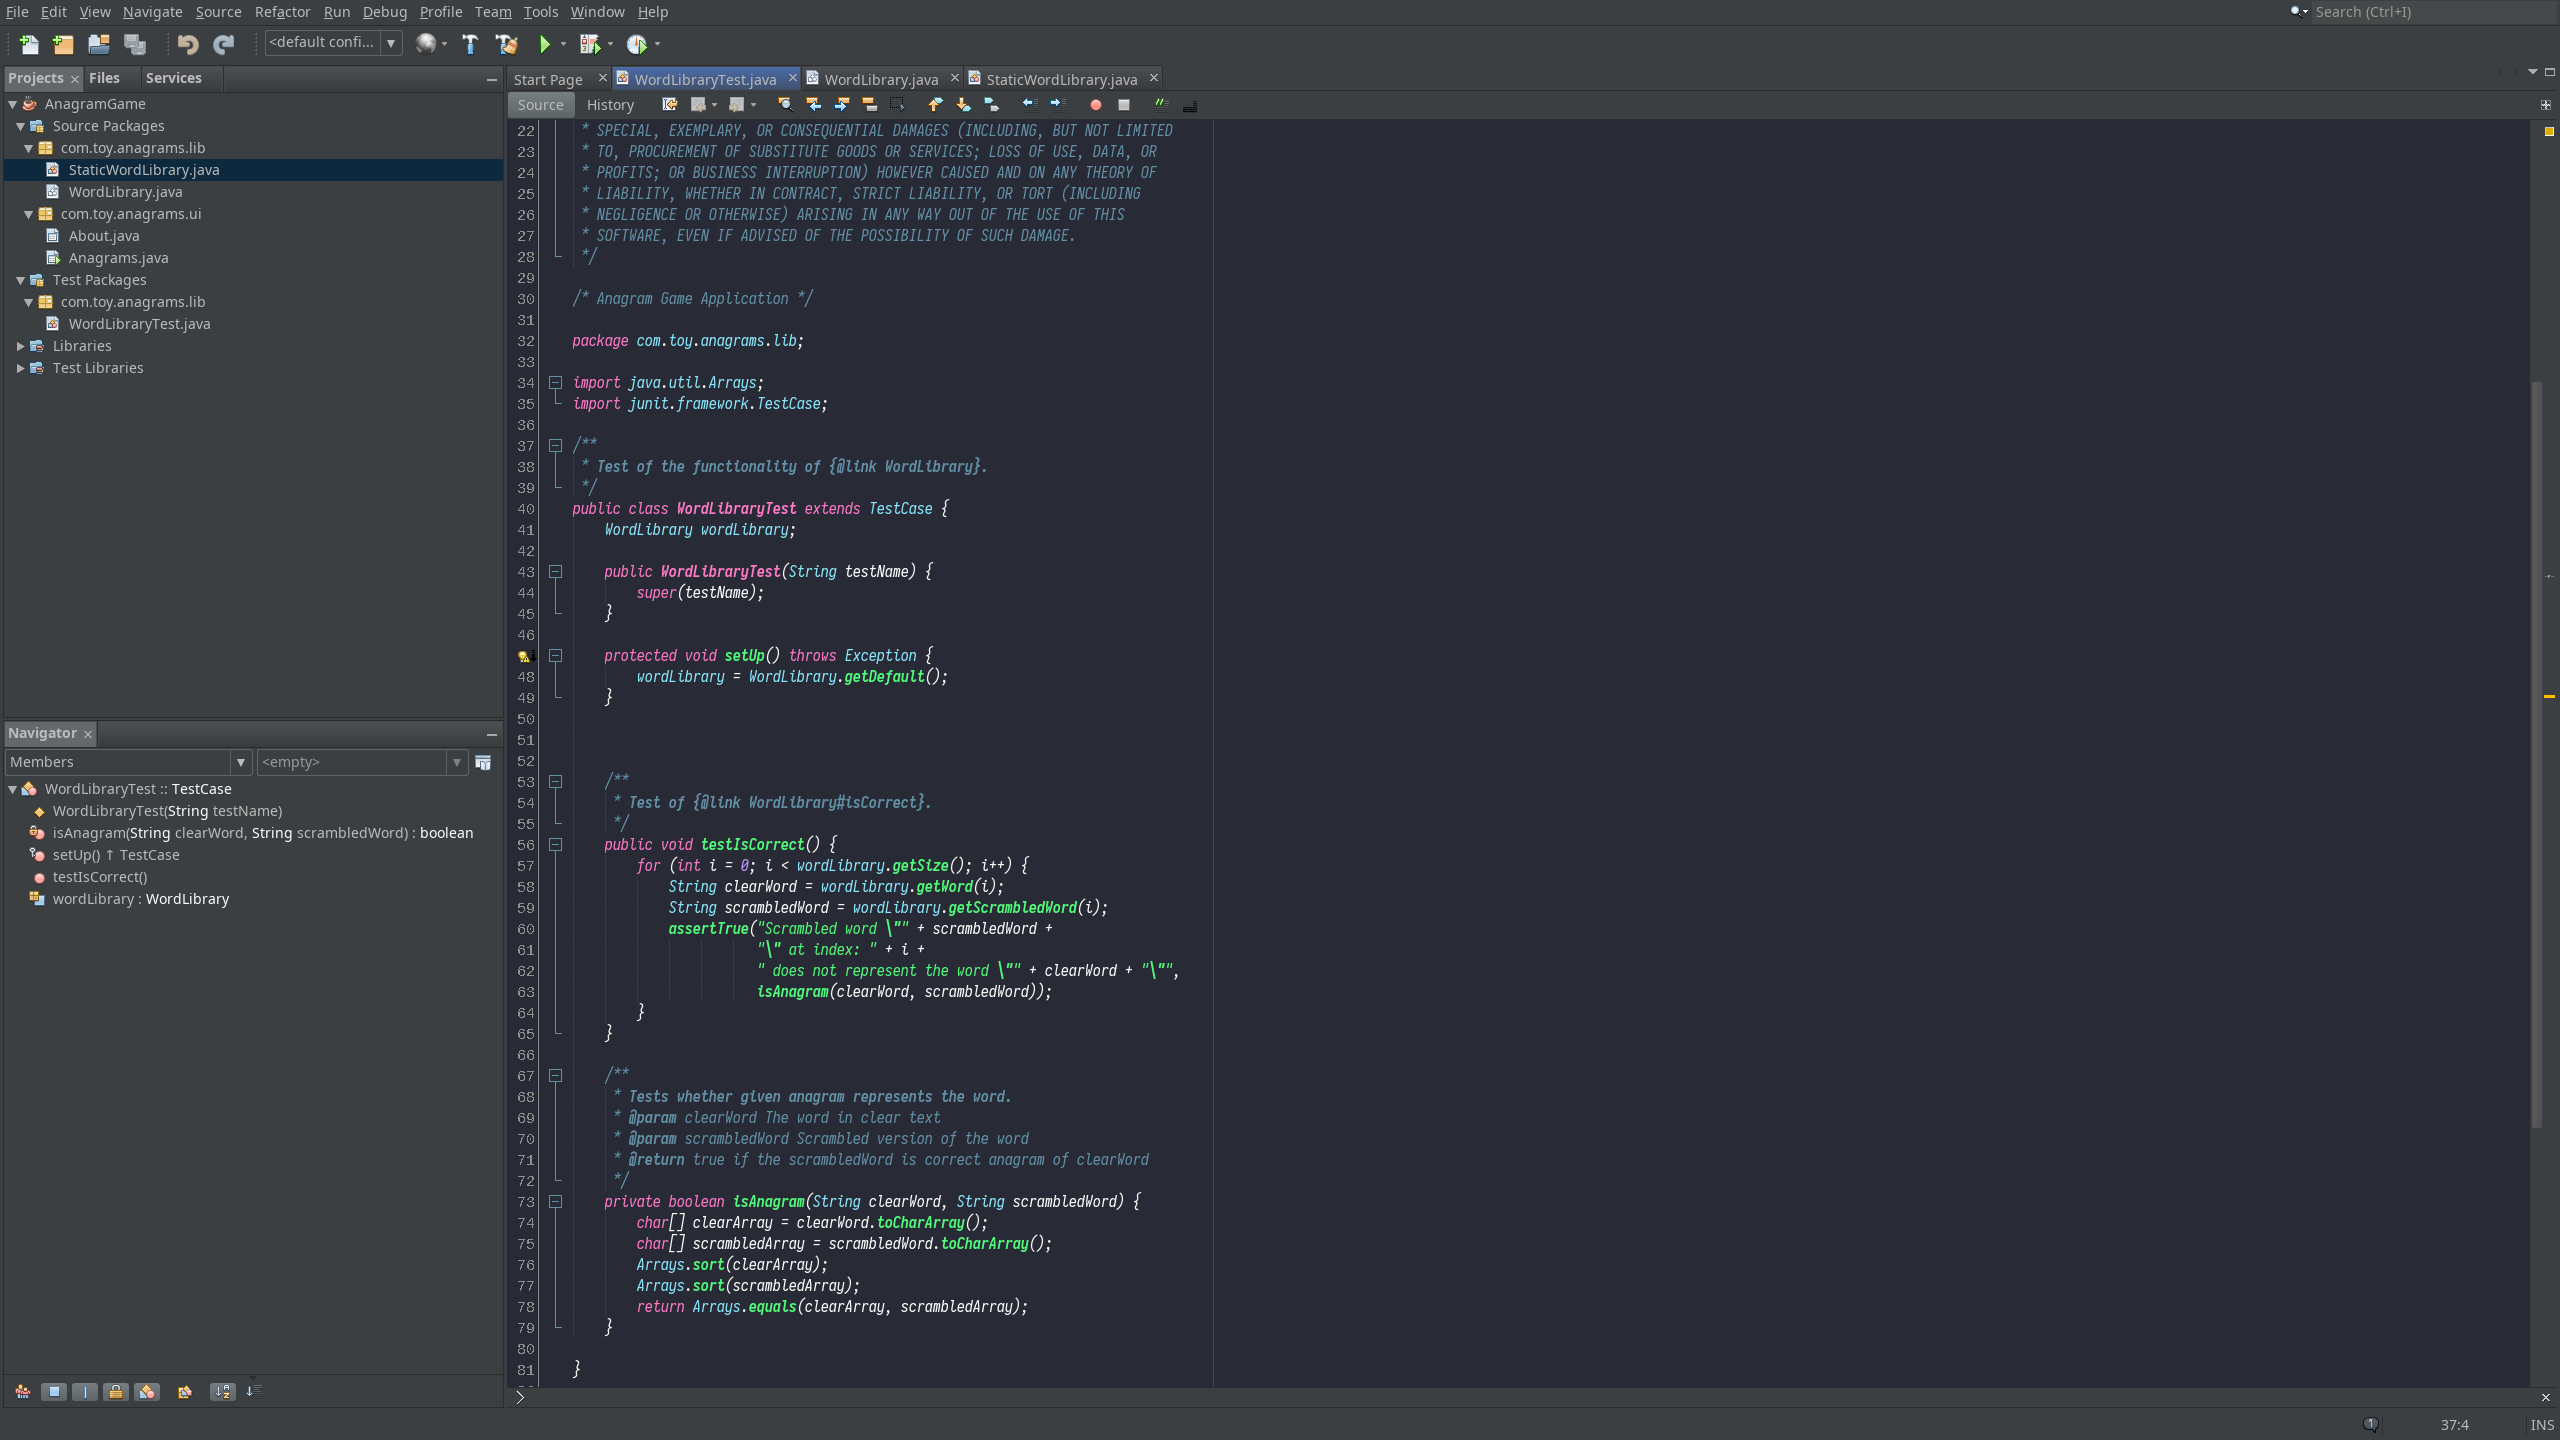 File Edit View Navigate Source Refactor Run Debug Profile Team Tools Window Help
Search (Ctrl+I)
<default confi...
Projects Files Services
AnagramGame
Source Packages
com.toy.anagrams.lib
StaticWordLibrary.java
WordLibrary.java
com.toy.anagrams.ui
About.java
Anagrams.java
Test Packages
com.toy.anagrams.lib
WordLibraryTest.java
Libraries
Test Libraries
Navigator
Members <empty>
WordLibraryTest :: TestCase
WordLibraryTest(String testName)
isAnagram(String clearWord, String scrambledWord) : boolean
setUp() ↑ TestCase
testIsCorrect()
wordLibrary : WordLibrary
Start Page WordLibraryTest.java WordLibrary.java StaticWordLibrary.java
Source History
22 * SPECIAL, EXEMPLARY, OR CONSEQUENTIAL DAMAGES (INCLUDING, BUT NOT LIMITED
23 * TO, PROCUREMENT OF SUBSTITUTE GOODS OR SERVICES; LOSS OF USE, DATA, OR
24 * PROFITS; OR BUSINESS INTERRUPTION) HOWEVER CAUSED AND ON ANY THEORY OF
25 * LIABILITY, WHETHER IN CONTRACT, STRICT LIABILITY, OR TORT (INCLUDING
26 * NEGLIGENCE OR OTHERWISE) ARISING IN ANY WAY OUT OF THE USE OF THIS
27 * SOFTWARE, EVEN IF ADVISED OF THE POSSIBILITY OF SUCH DAMAGE.
28 */
29
30 /* Anagram Game Application */
31
32 package com.toy.anagrams.lib;
33
34 import java.util.Arrays;
35 import junit.framework.TestCase;
36
37 /**
38 * Test of the functionality of {@link WordLibrary}.
39 */
40 public class WordLibraryTest extends TestCase {
41 WordLibrary wordLibrary;
42
43 public WordLibraryTest(String testName) {
44 super(testName);
45 }
46
protected void setUp() throws Exception {
48 wordLibrary = WordLibrary.getDefault();
49 }
50
51
52
53 /**
54 * Test of {@link WordLibrary#isCorrect}.
55 */
56 public void testIsCorrect() {
57 for (int i = 0; i < wordLibrary.getSize(); i++) {
58 String clearWord = wordLibrary.getWord(i);
59 String scrambledWord = wordLibrary.getScrambledWord(i);
60 assertTrue("Scrambled word \"" + scrambledWord +
61 "\" at index: " + i +
62 " does not represent the word \"" + clearWord + "\"",
63 isAnagram(clearWord, scrambledWord));
64 }
65 }
66
67 /**
68 * Tests whether given anagram represents the word.
69 * @param clearWord The word in clear text
70 * @param scrambledWord Scrambled version of the word
71 * @return true if the scrambledWord is correct anagram of clearWord
72 */
73 private boolean isAnagram(String clearWord, String scrambledWord) {
74 char[] clearArray = clearWord.toCharArray();
75 char[] scrambledArray = scrambledWord.toCharArray();
76 Arrays.sort(clearArray);
77 Arrays.sort(scrambledArray);
78 return Arrays.equals(clearArray, scrambledArray);
79 }
80
81 }
37:4 INS